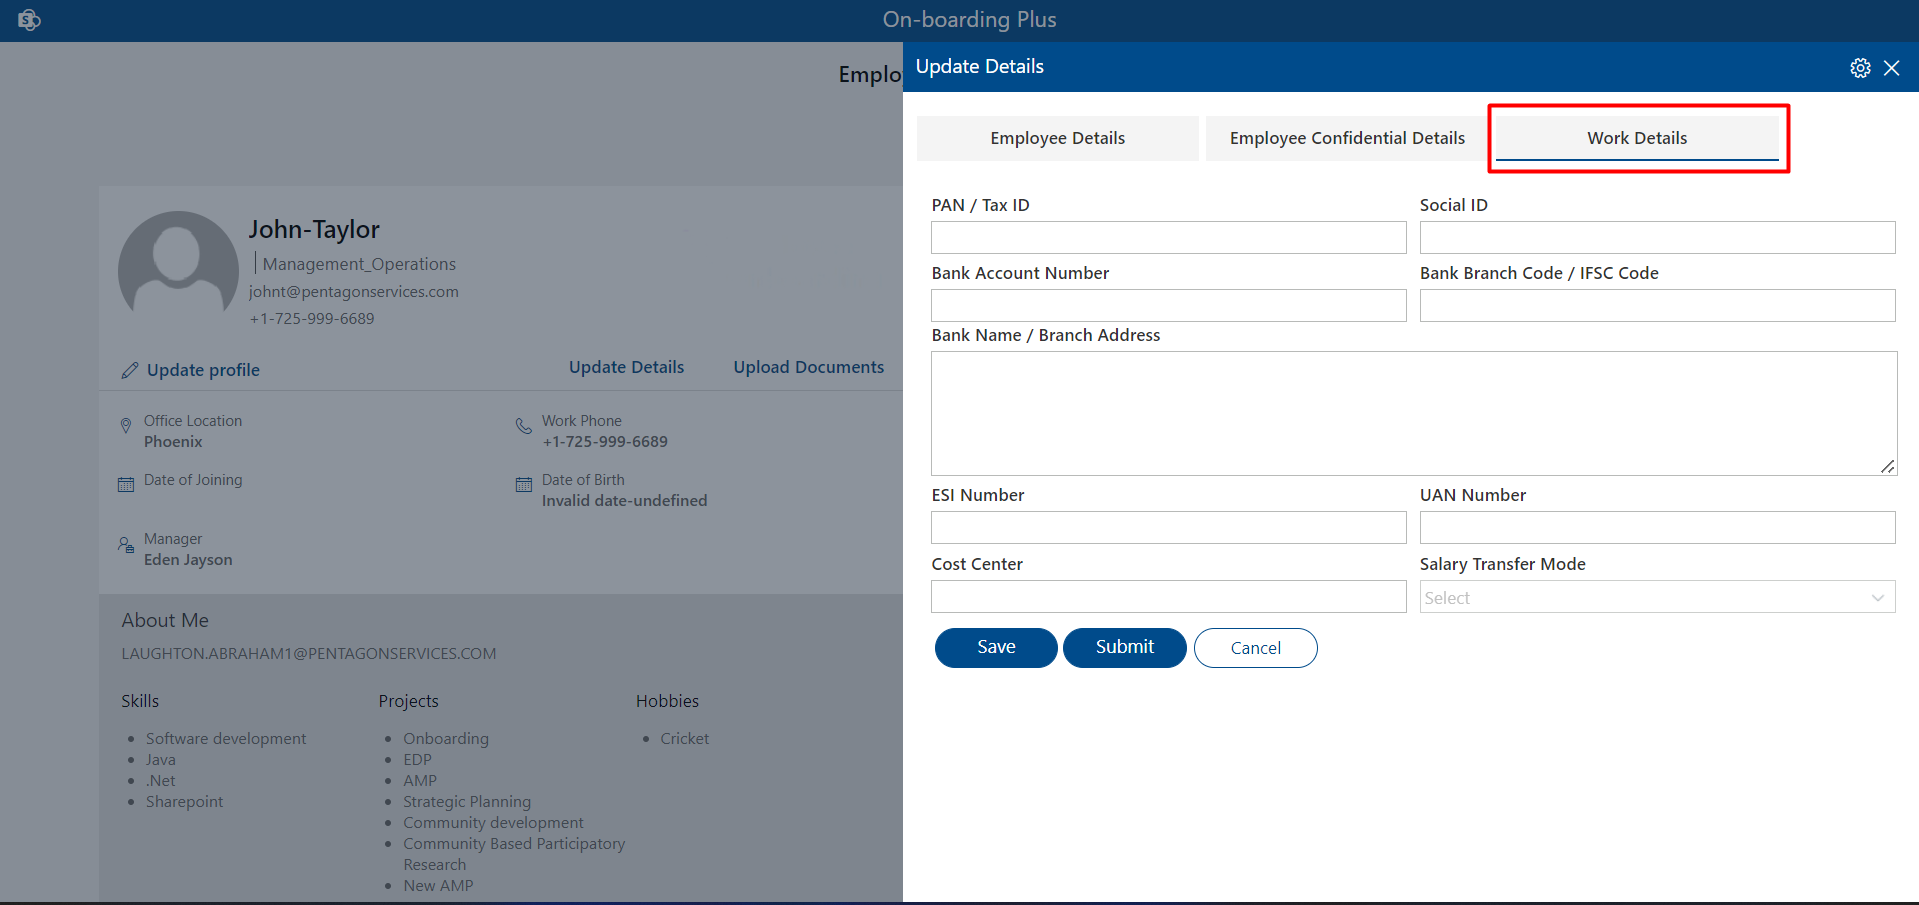 On-boarding Plus
Emplo
Update Details
Employee Details
Employee Confidential Details
Work Details
John-Taylor
Management_Operations
johnt@pentagonservices.com
+1-725-999-6689
Update profile
Update Details
Upload Documents
Office Location
Phoenix
Work Phone
+1-725-999-6689
Date of Joining
Date of Birth
Invalid date-undefined
Manager
Eden Jayson
About Me
LAUGHTON.ABRAHAM1@PENTAGONSERVICES.COM
Skills
Software development
Java
.Net
Sharepoint
Projects
Onboarding
EDP
AMP
Strategic Planning
Community development
Community Based Participatory
Research
New AMP
Hobbies
Cricket
PAN / Tax ID
Social ID
Bank Account Number
Bank Branch Code / IFSC Code
Bank Name / Branch Address
ESI Number
UAN Number
Cost Center
Salary Transfer Mode
Select
Save
Submit
Cancel